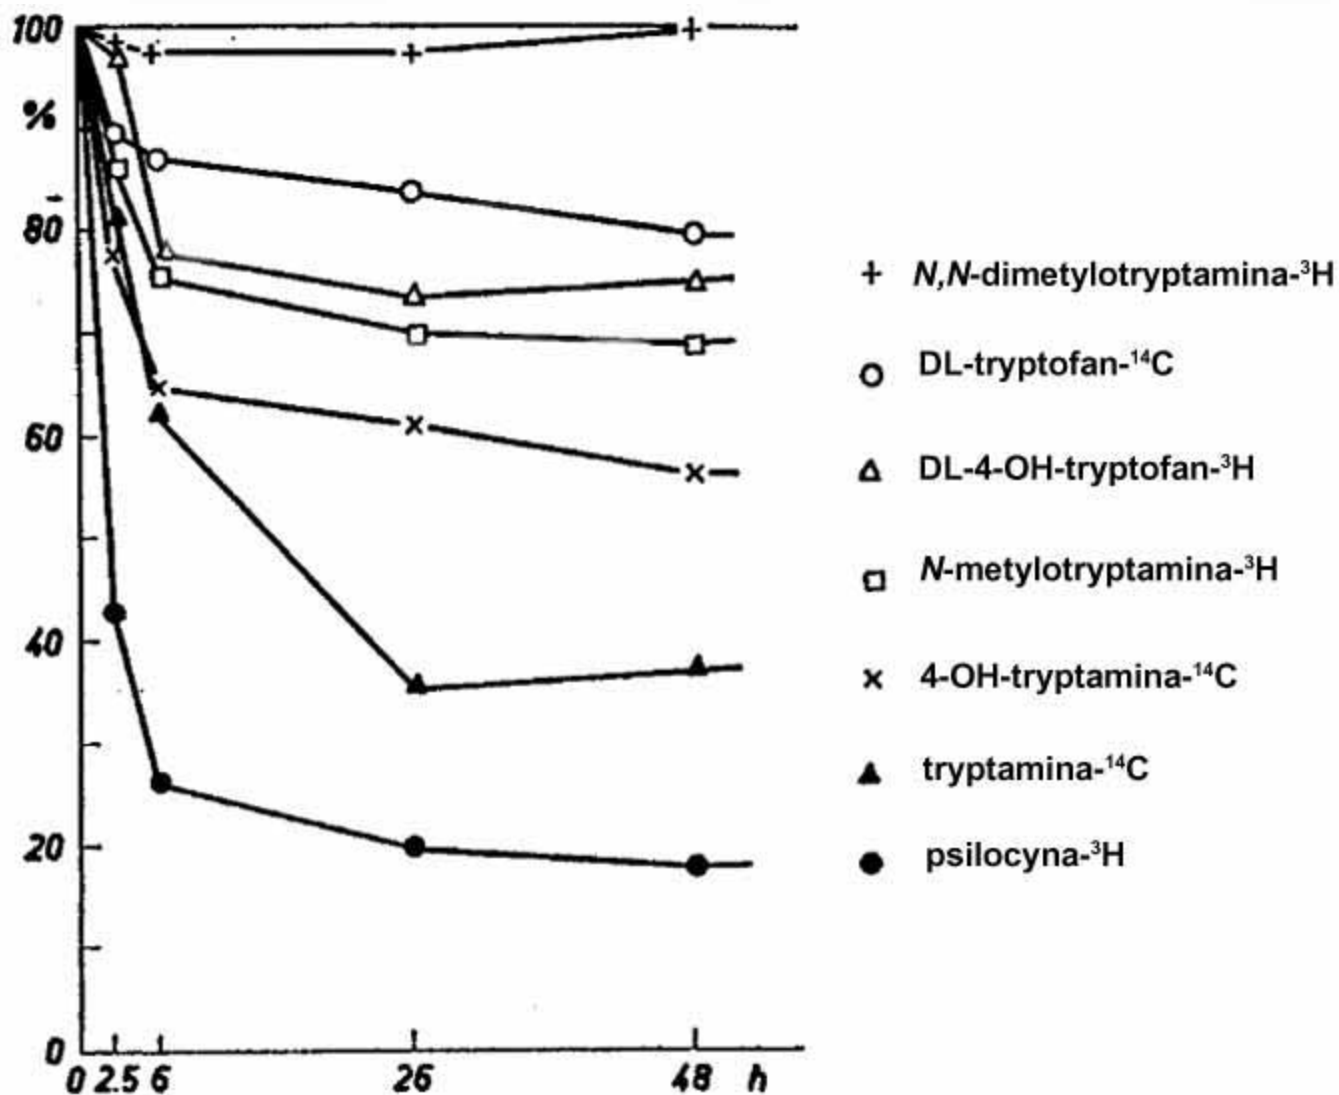 100
%
80
60
40
20
0
0 2.5 6 26 48 h
+ N,N-dimetylotryptamina-³H
DL-tryptofan-¹⁴C
DL-4-OH-tryptofan-³H
N-metylotryptamina-³H
× 4-OH-tryptamina-¹⁴C
tryptamina-¹⁴C
psilocyna-³H